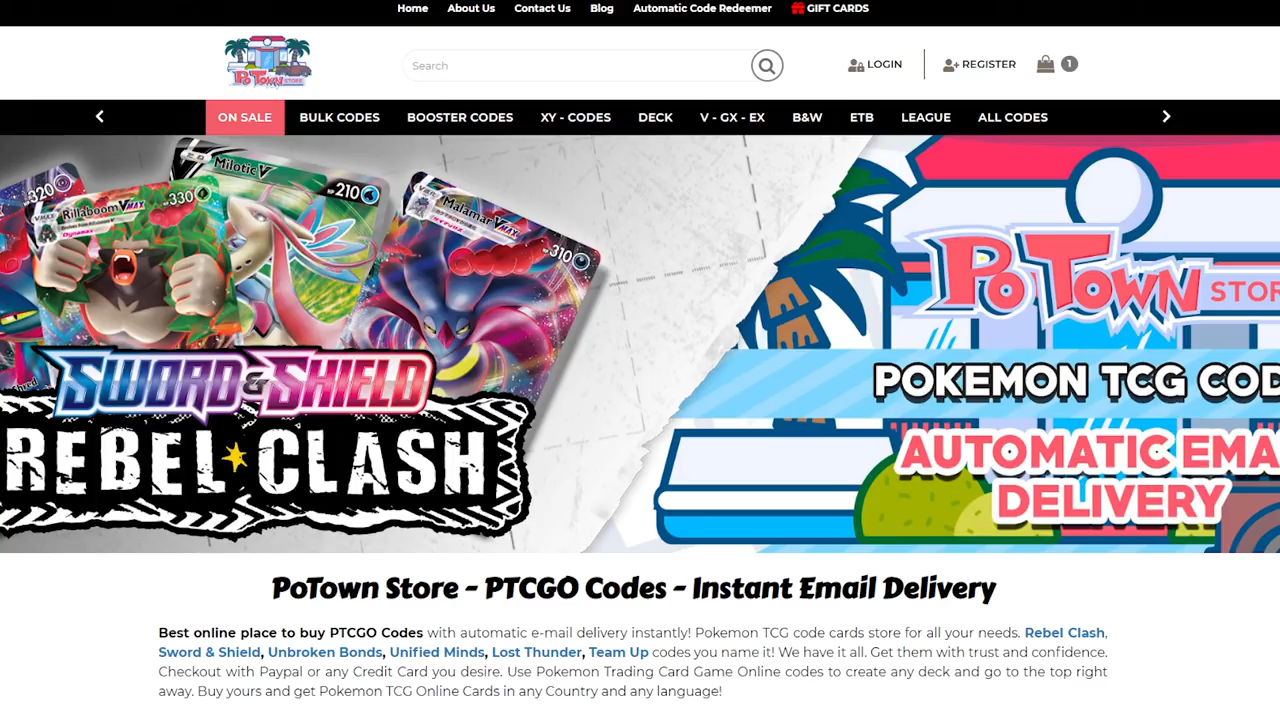 Home About Us Contact Us Blog Automatic Code Redeemer GIFT CARDS
PoTown STORE
Search
LOGIN REGISTER 1
ON SALE BULK CODES BOOSTER CODES XY - CODES DECK V - GX - EX B&W ETB LEAGUE ALL CODES
320
Rillaboom VMAX 330
Dynamax
Milotic V HP 210
Malamar VMAX HP 310
SWORD & SHIELD
REBEL CLASH
PoTown STOR
POKEMON TCG COD
AUTOMATIC EMA
DELIVERY
PoTown Store - PTCGO Codes - Instant Email Delivery
Best online place to buy PTCGO Codes with automatic e-mail delivery instantly! Pokemon TCG code cards store for all your needs. Rebel Clash,
Sword & Shield, Unbroken Bonds, Unified Minds, Lost Thunder, Team Up codes you name it! We have it all. Get them with trust and confidence.
Checkout with Paypal or any Credit Card you desire. Use Pokemon Trading Card Game Online codes to create any deck and go to the top right
away. Buy yours and get Pokemon TCG Online Cards in any Country and any language!